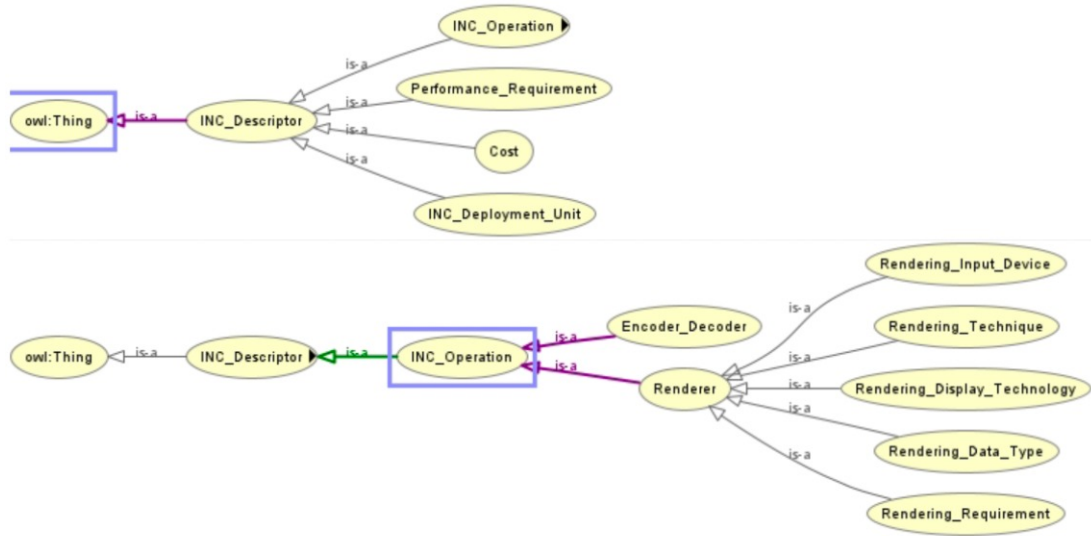 INC_Operation
is-a
Performance_Requirement
is-a
owl:Thing
is-a
INC_Descriptor
is-a
Cost
is-a
INC_Deployment_Unit
Rendering_Input_Device
is-a
Encoder_Decoder
Rendering_Technique
is-a
is-a
owl:Thing
is-a
INC_Descriptor
is-a
INC_Operation
is-a
Renderer
is-a
Rendering_Display_Technology
is-a
Rendering_Data_Type
is-a
Rendering_Requirement